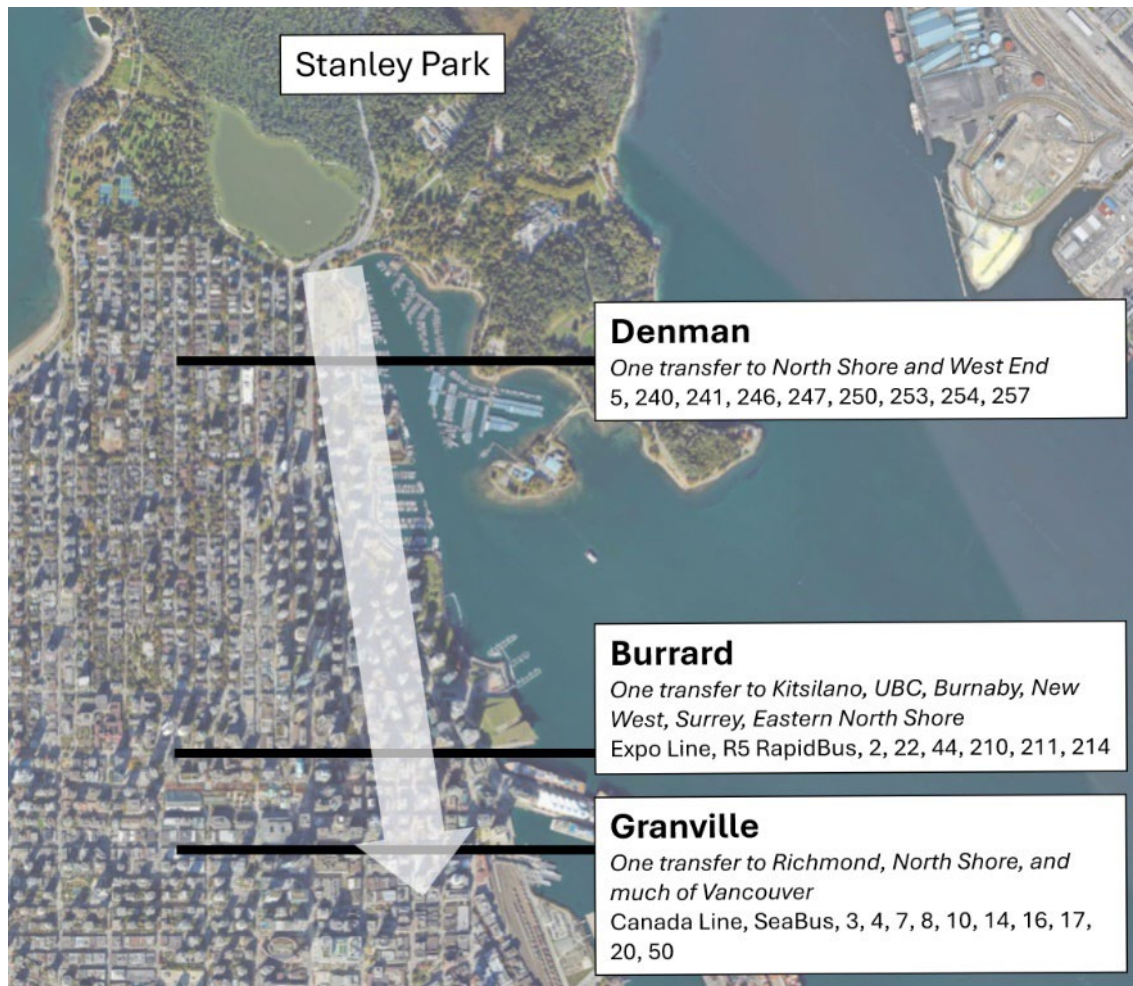 Stanley Park
Denman
One transfer to North Shore and West End
5, 240, 241, 246, 247, 250, 253, 254, 257
Burrard
One transfer to Kitsilano, UBC, Burnaby, New
West, Surrey, Eastern North Shore
Expo Line, R5 RapidBus, 2, 22, 44, 210, 211, 214
Granville
One transfer to Richmond, North Shore, and
much of Vancouver
Canada Line, SeaBus, 3, 4, 7, 8, 10, 14, 16, 17,
20, 50